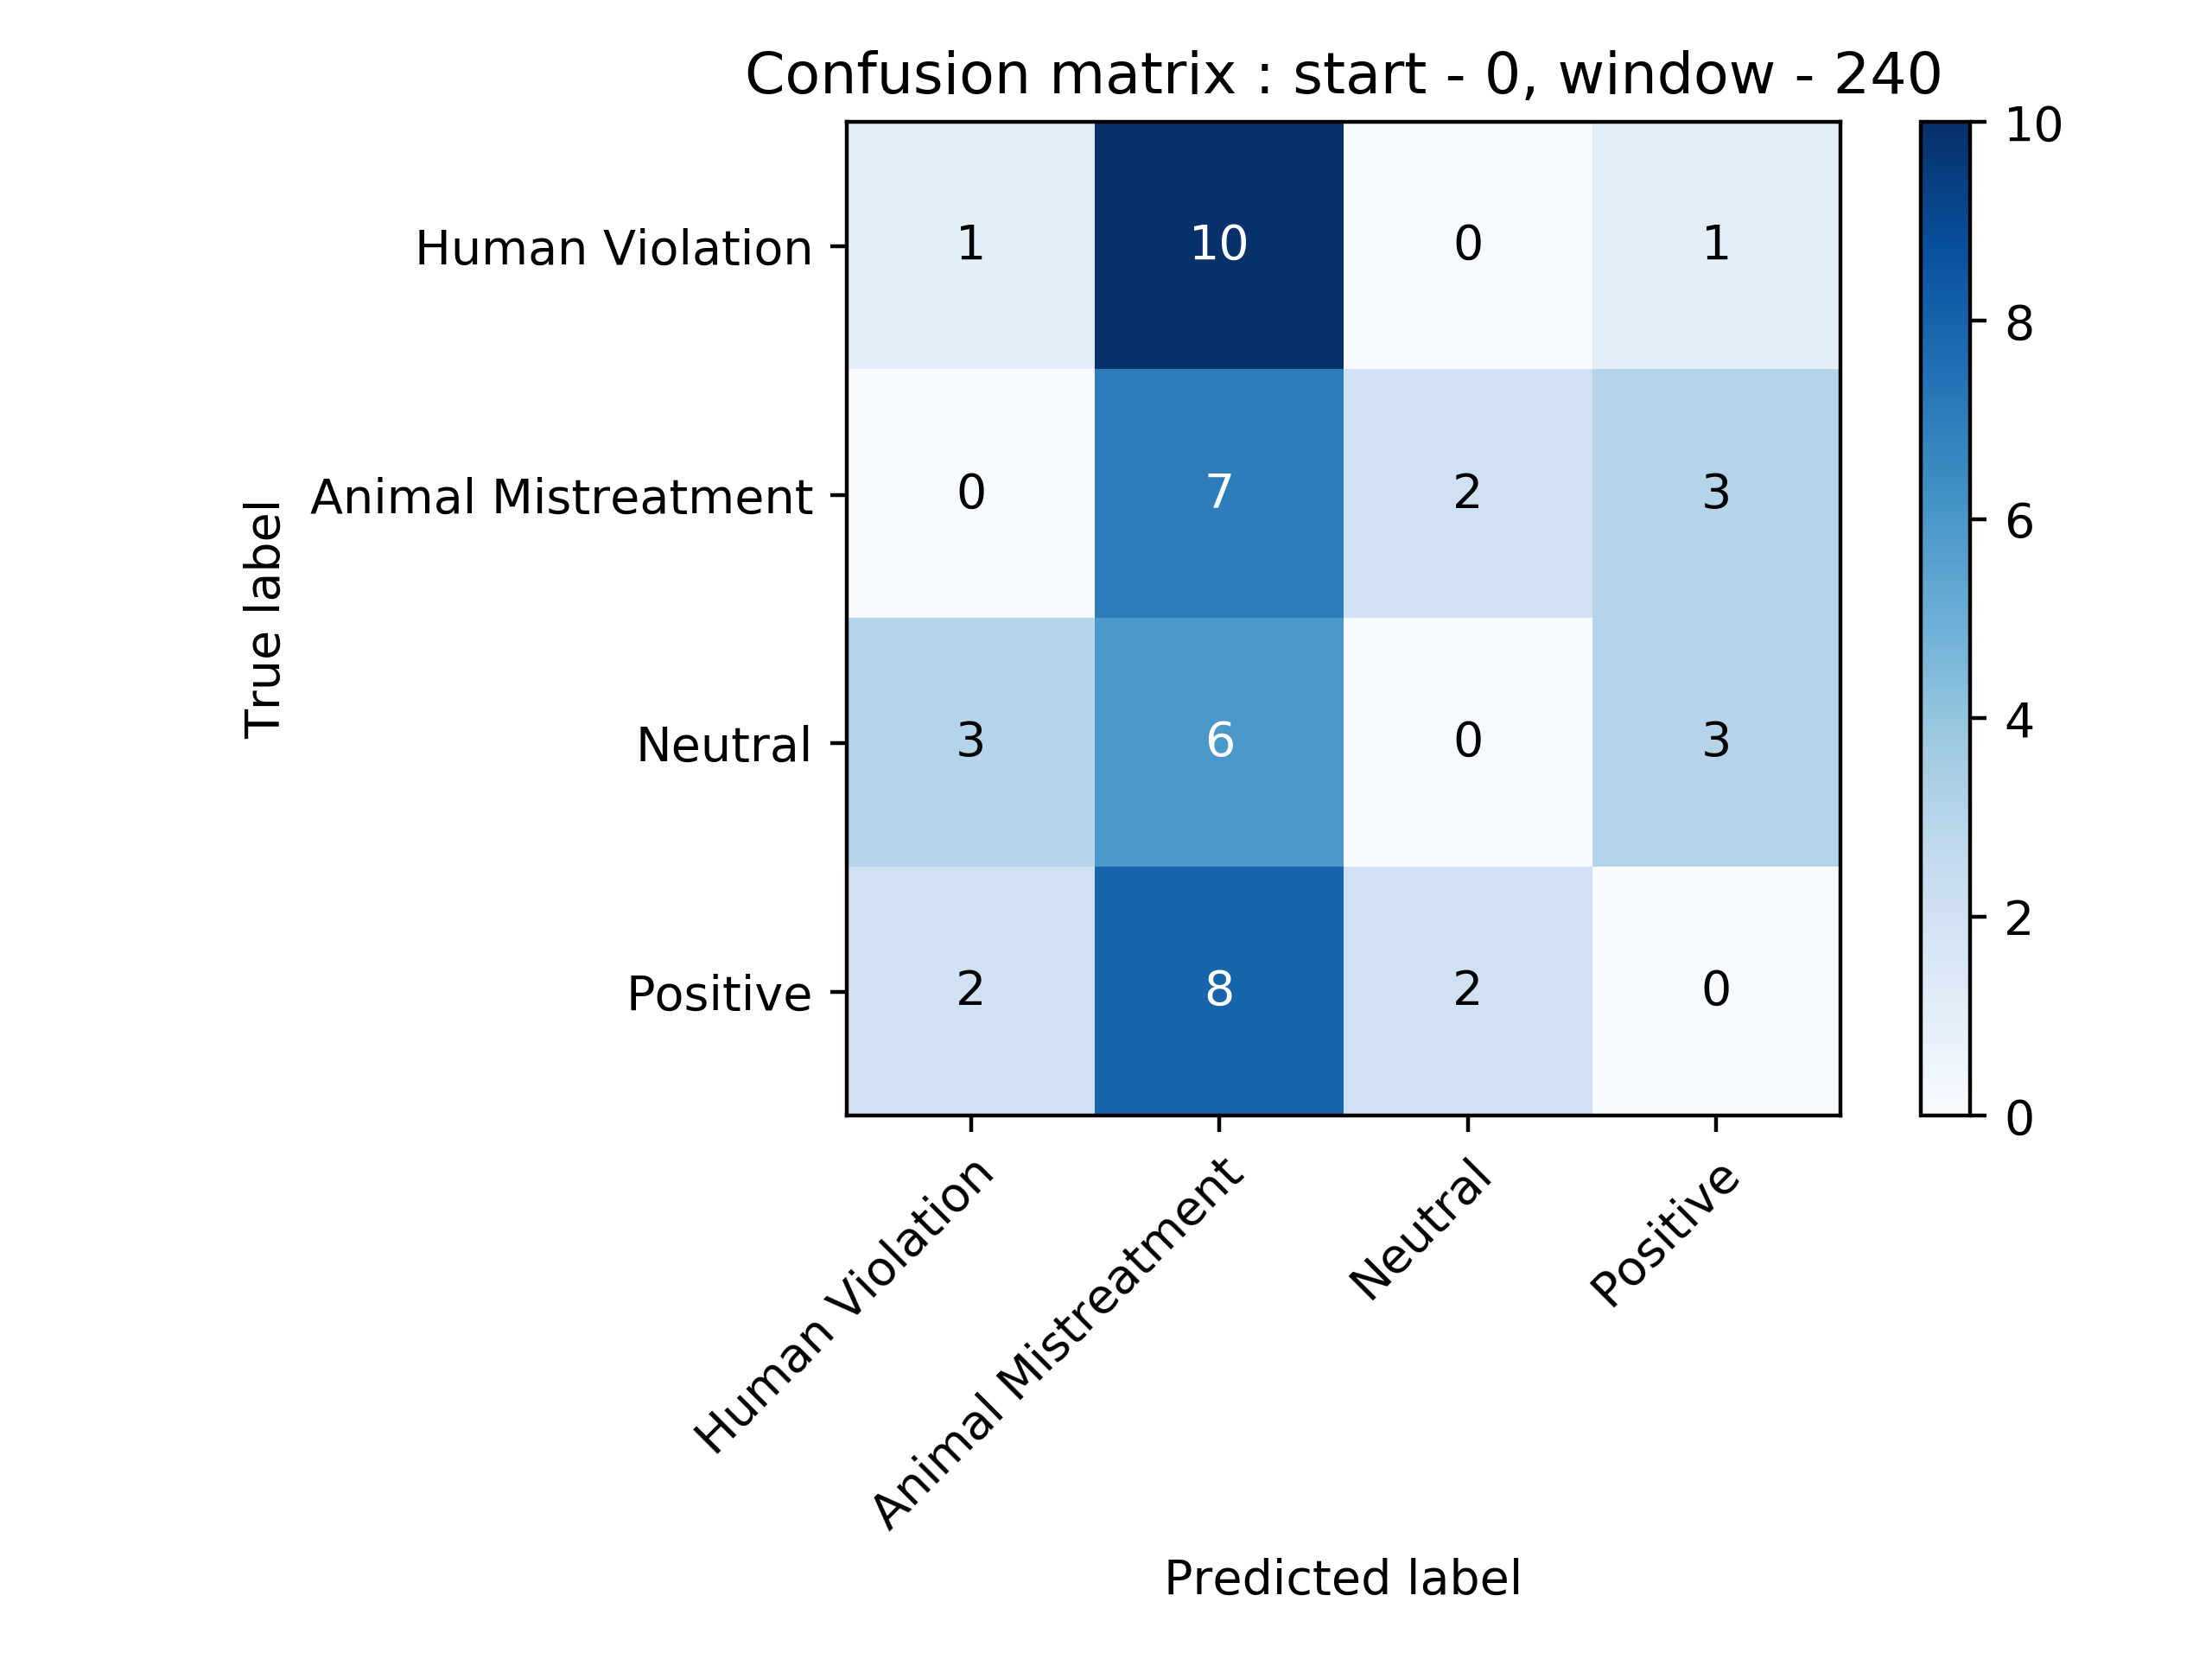 Confusion matrix : start - 0, window - 240
True label
Human Violation 1 10 0 1
Animal Mistreatment 0 7 2 3
Neutral 3 6 0 3
Positive 2 8 2 0
Human Violation
Animal Mistreatment
Neutral
Positive
Predicted label
10
8
6
4
2
0